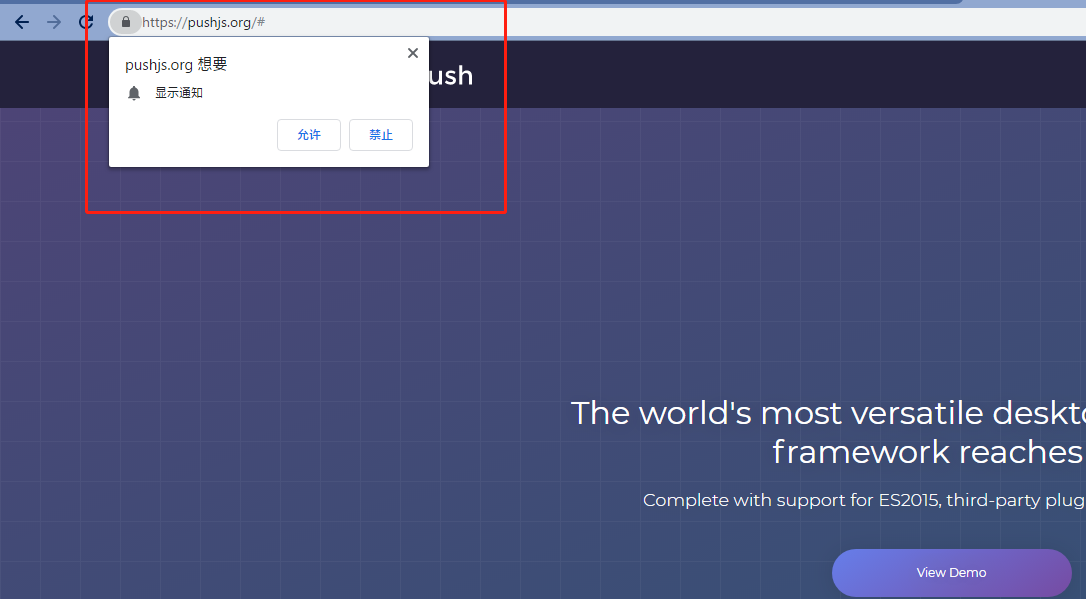 https://pushjs.org/#
pushjs.org 想要
显示通知
允许
禁止
ush
The world's most versatile deskto
framework reaches
Complete with support for ES2015, third-party plug
View Demo